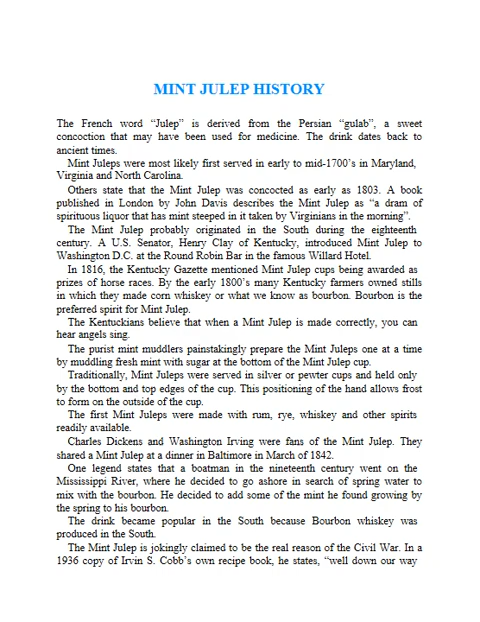 MINT JULEP HISTORY
The French word “Julep” is derived from the Persian “gulab”, a sweet
concoction that may have been used for medicine. The drink dates back to
ancient times.
Mint Juleps were most likely first served in early to mid-1700’s in Maryland,
Virginia and North Carolina.
Others state that the Mint Julep was concocted as early as 1803. A book
published in London by John Davis describes the Mint Julep as “a dram of
spirituous liquor that has mint steeped in it taken by Virginians in the morning”.
The Mint Julep probably originated in the South during the eighteenth
century. A U.S. Senator, Henry Clay of Kentucky, introduced Mint Julep to
Washington D.C. at the Round Robin Bar in the famous Willard Hotel.
In 1816, the Kentucky Gazette mentioned Mint Julep cups being awarded as
prizes of horse races. By the early 1800’s many Kentucky farmers owned stills
in which they made corn whiskey or what we know as bourbon. Bourbon is the
preferred spirit for Mint Julep.
The Kentuckians believe that when a Mint Julep is made correctly, you can
hear angels sing.
The purist mint muddlers painstakingly prepare the Mint Juleps one at a time
by muddling fresh mint with sugar at the bottom of the Mint Julep cup.
Traditionally, Mint Juleps were served in silver or pewter cups and held only
by the bottom and top edges of the cup. This positioning of the hand allows frost
to form on the outside of the cup.
The first Mint Juleps were made with rum, rye, whiskey and other spirits
readily available.
Charles Dickens and Washington Irving were fans of the Mint Julep. They
shared a Mint Julep at a dinner in Baltimore in March of 1842.
One legend states that a boatman in the nineteenth century went on the
Mississippi River, where he decided to go ashore in search of spring water to
mix with the bourbon. He decided to add some of the mint he found growing by
the spring to his bourbon.
The drink became popular in the South because Bourbon whiskey was
produced in the South.
The Mint Julep is jokingly claimed to be the real reason of the Civil War. In a
1936 copy of Irvin S. Cobb’s own recipe book, he states, “well down our way